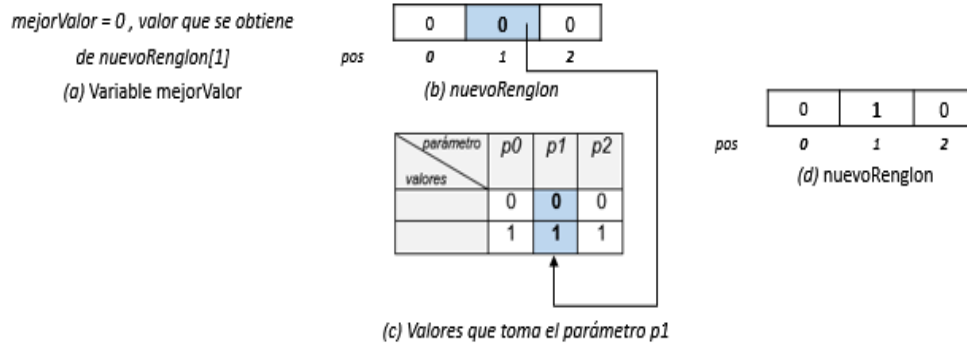 mejorValor = 0 , valor que se obtiene
de nuevoRenglon[1]
(a) Variable mejorValor
0 0 0
pos 0 1 2
(b) nuevoRenglon
parámetro p0 p1 p2
valores
0 0 0
1 1 1
(c) Valores que toma el parámetro p1
0 1 0
pos 0 1 2
(d) nuevoRenglon